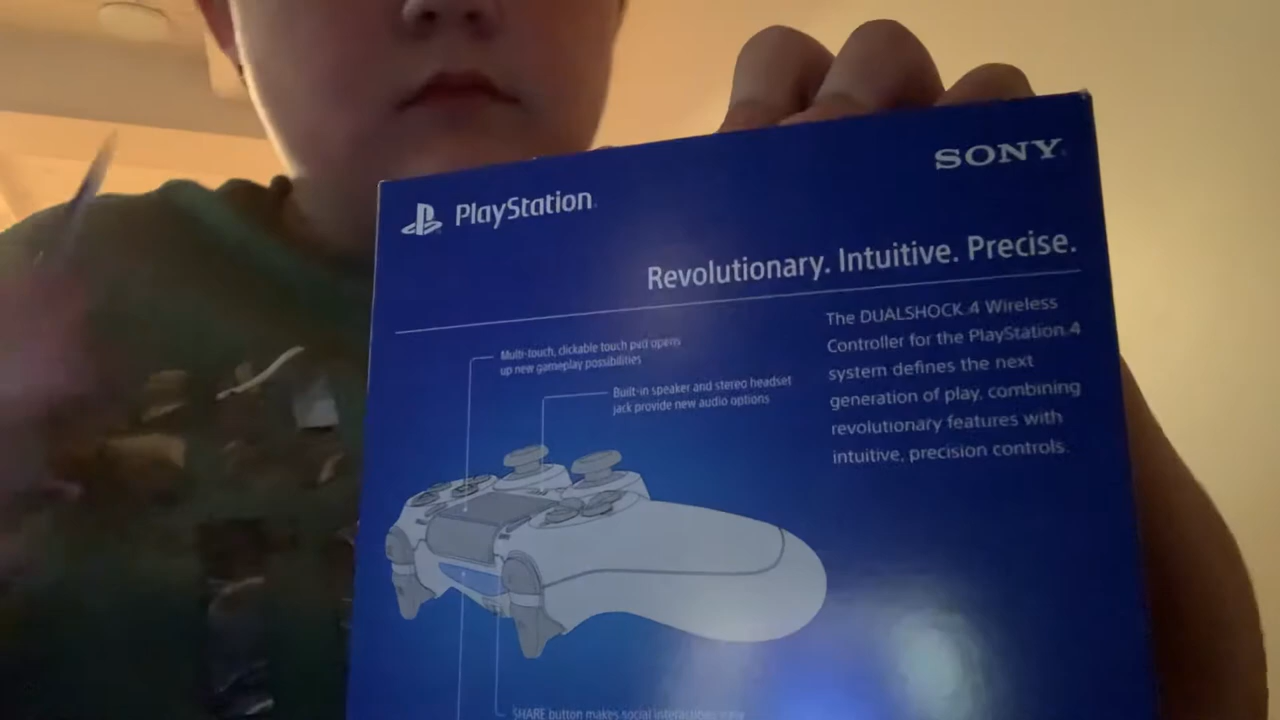 SONY
PlayStation
Revolutionary. Intuitive. Precise.
The DUALSHOCK 4 Wireless
Controller for the PlayStation 4
system defines the next
generation of play, combining
revolutionary features with
intuitive, precision controls.
Multi-touch, clickable touch pad opens
up new gameplay possibilities
Built-in speaker and stereo headset
jack provide new audio options
SHARE button makes social interactions easy